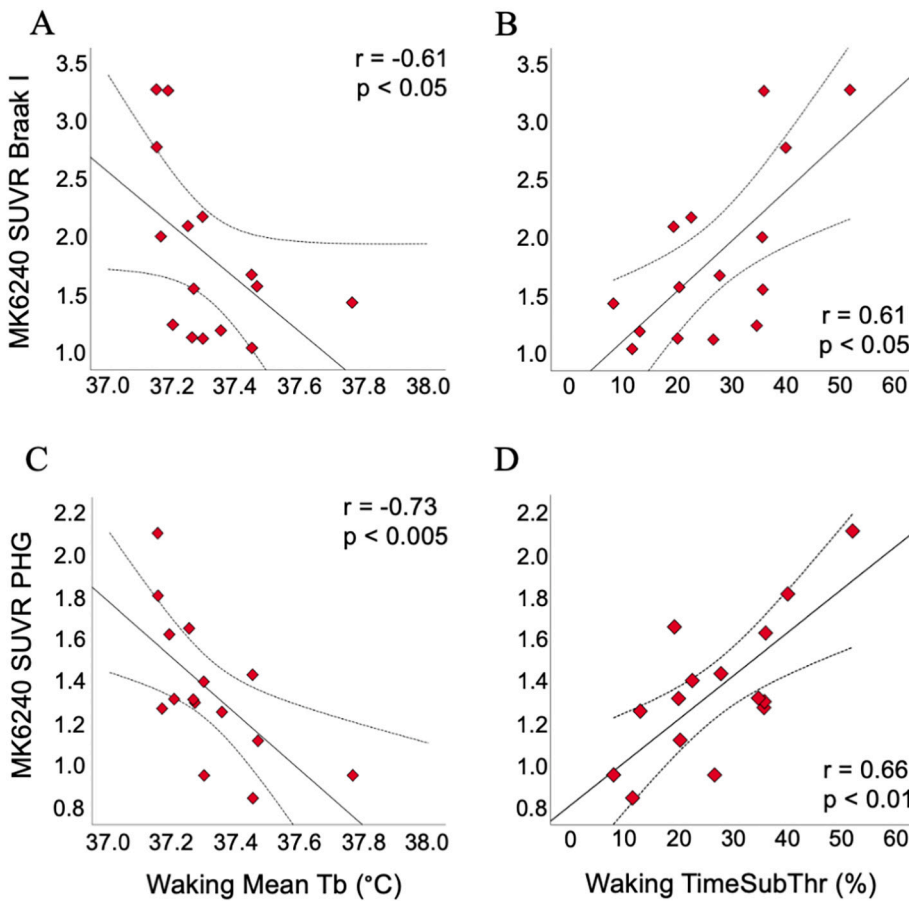 A
B
MK6240 SUVR Braak I
3.5
3.0
2.5
2.0
1.5
1.0
r = -0.61
p < 0.05
37.0 37.2 37.4 37.6 37.8 38.0
3.5
3.0
2.5
2.0
1.5
1.0
r = 0.61
p < 0.05
0 10 20 30 40 50 60
C
D
MK6240 SUVR PHG
2.2
2.0
1.8
1.6
1.4
1.2
1.0
0.8
r = -0.73
p < 0.005
37.0 37.2 37.4 37.6 37.8 38.0
Waking Mean Tb (°C)
2.2
2.0
1.8
1.6
1.4
1.2
1.0
0.8
r = 0.66
p < 0.01
0 10 20 30 40 50 60
Waking TimeSubThr (%)